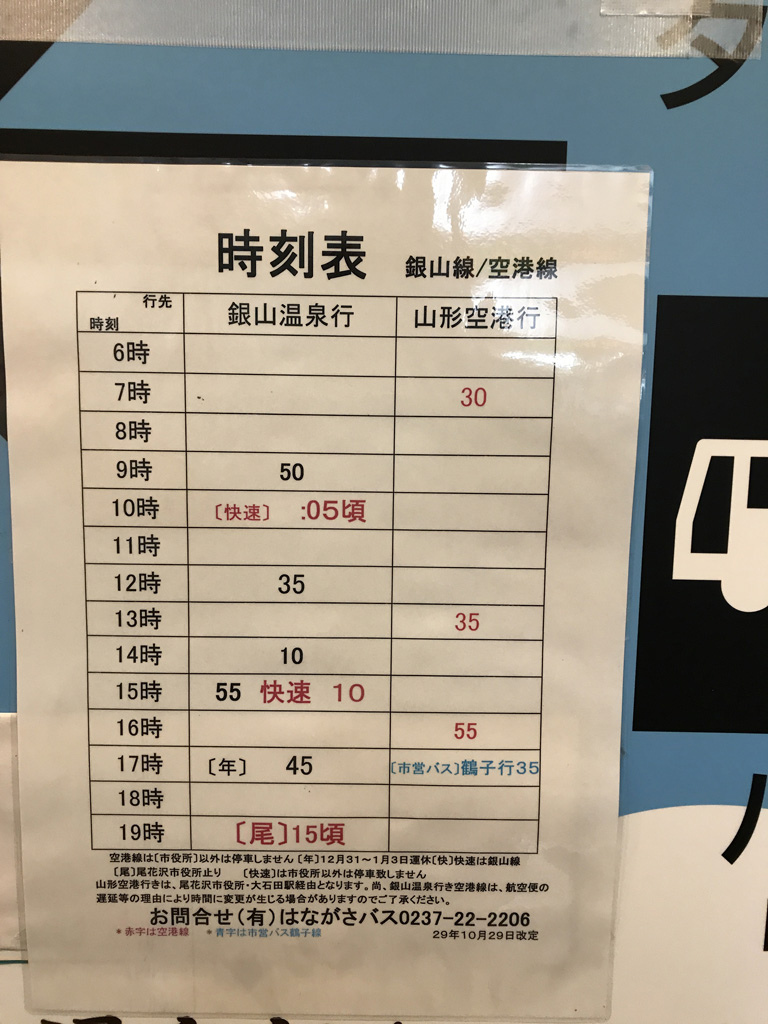 タ
時刻表 銀山線/空港線
行先
時刻 銀山温泉行 山形空港行
6時
7時 30
8時
9時 50
10時 〔快速〕 :05頃
11時
12時 35
13時 35
14時 10
15時 55 快速 10
16時 55
17時 〔年〕 45 〔市営バス〕鶴子行35
18時
19時 〔尾〕15頃
空港線は〔市役所〕以外は停車しません 〔年〕12月31~1月3日運休〔快〕快速は銀山線
〔尾〕尾花沢市役所止り 〔快速〕は市役所以外は停車致しません
山形空港行きは、尾花沢市役所・大石田駅経由となります。尚、銀山温泉行き空港線は、航空便の
遅延等の理由により時間に変更が生じる場合がありますのでご了承ください。
お問合せ(有)はながさバス0237-22-2206
*赤字は空港線 *青字は市営バス鶴子線
29年10月29日改定